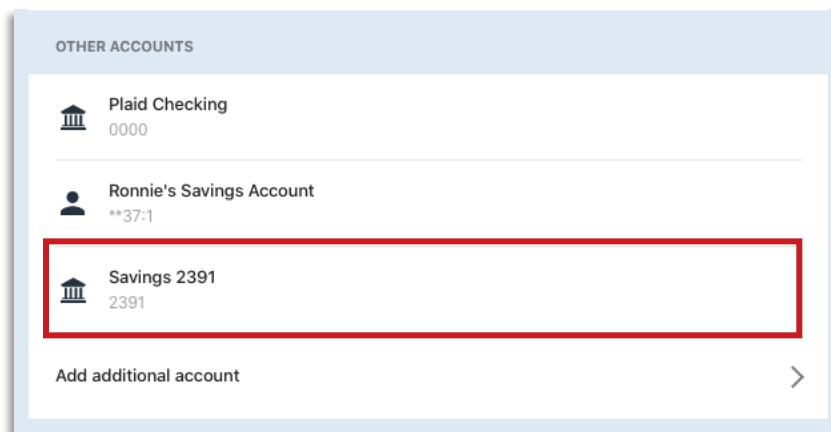 OTHER ACCOUNTS
Plaid Checking
0000
Ronnie's Savings Account
**37:1
Savings 2391
2391
Add additional account